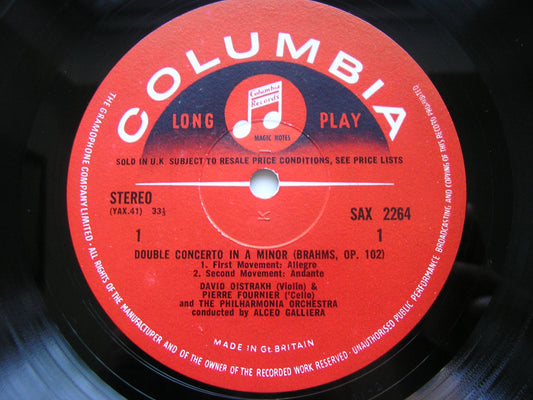 COLUMBIA
Columbia
Records
LONG PLAY
MAGIC NOTES
SOLD IN U.K SUBJECT TO RESALE PRICE CONDITIONS, SEE PRICE LISTS
STEREO
(YAX.41) 33⅓
SAX 2264
1 1
DOUBLE CONCERTO IN A MINOR (BRAHMS, OP. 102)
1. First Movement: Allegro
2. Second Movement: Andante
DAVID OISTRAKH (Violin) &
PIERRE FOURNIER ('Cello)
and THE PHILHARMONIA ORCHESTRA
conducted by ALCEO GALLIERA
MADE IN Gt. BRITAIN
THE GRAMOPHONE COMPANY LIMITED · ALL RIGHTS OF THE MANUFACTURER AND OF THE OWNER OF THE RECORDED WORK RESERVED · UNAUTHORISED PUBLIC PERFORMANCE BROADCASTING AND COPYING OF THIS RECORD PROHIBITED
K